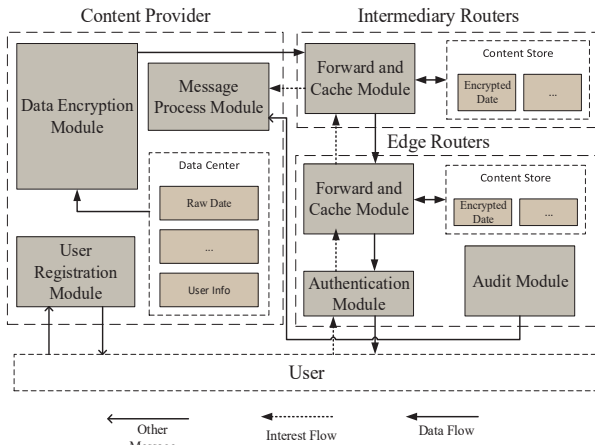 Content Provider
Intermediary Routers
Data Encryption
Module
Message
Process Module
Forward and
Cache Module
Content Store
Encrypted
Date
...
Edge Routers
Data Center
Raw Date
...
User Info
Forward and
Cache Module
Content Store
Encrypted
Date
...
User
Registration
Module
Authentication
Module
Audit Module
User
Other
Interest Flow
Data Flow